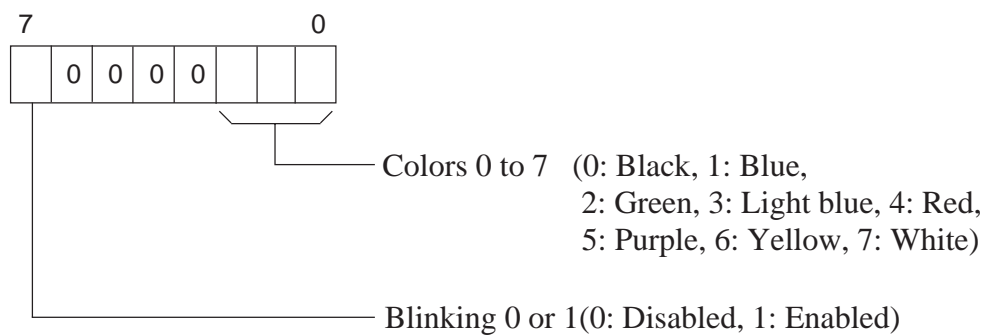 7 0
0 0 0 0
Colors 0 to 7 (0: Black, 1: Blue,
2: Green, 3: Light blue, 4: Red,
5: Purple, 6: Yellow, 7: White)
Blinking 0 or 1(0: Disabled, 1: Enabled)